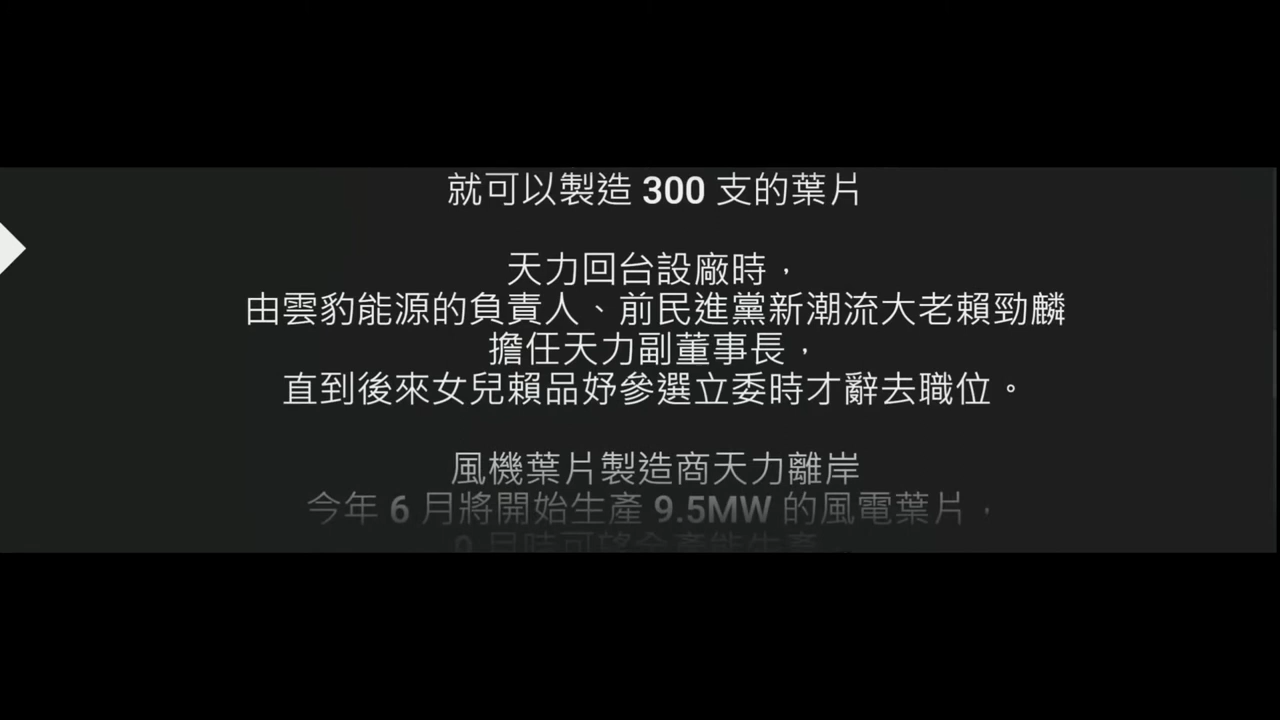 就可以製造 300 支的葉片
天力回台設廠時，
由雲豹能源的負責人、前民進黨新潮流大老賴勁麟
擔任天力副董事長，
直到後來女兒賴品妤參選立委時才辭去職位。
風機葉片製造商天力離岸
今年 6 月將開始生產 9.5MW 的風電葉片，